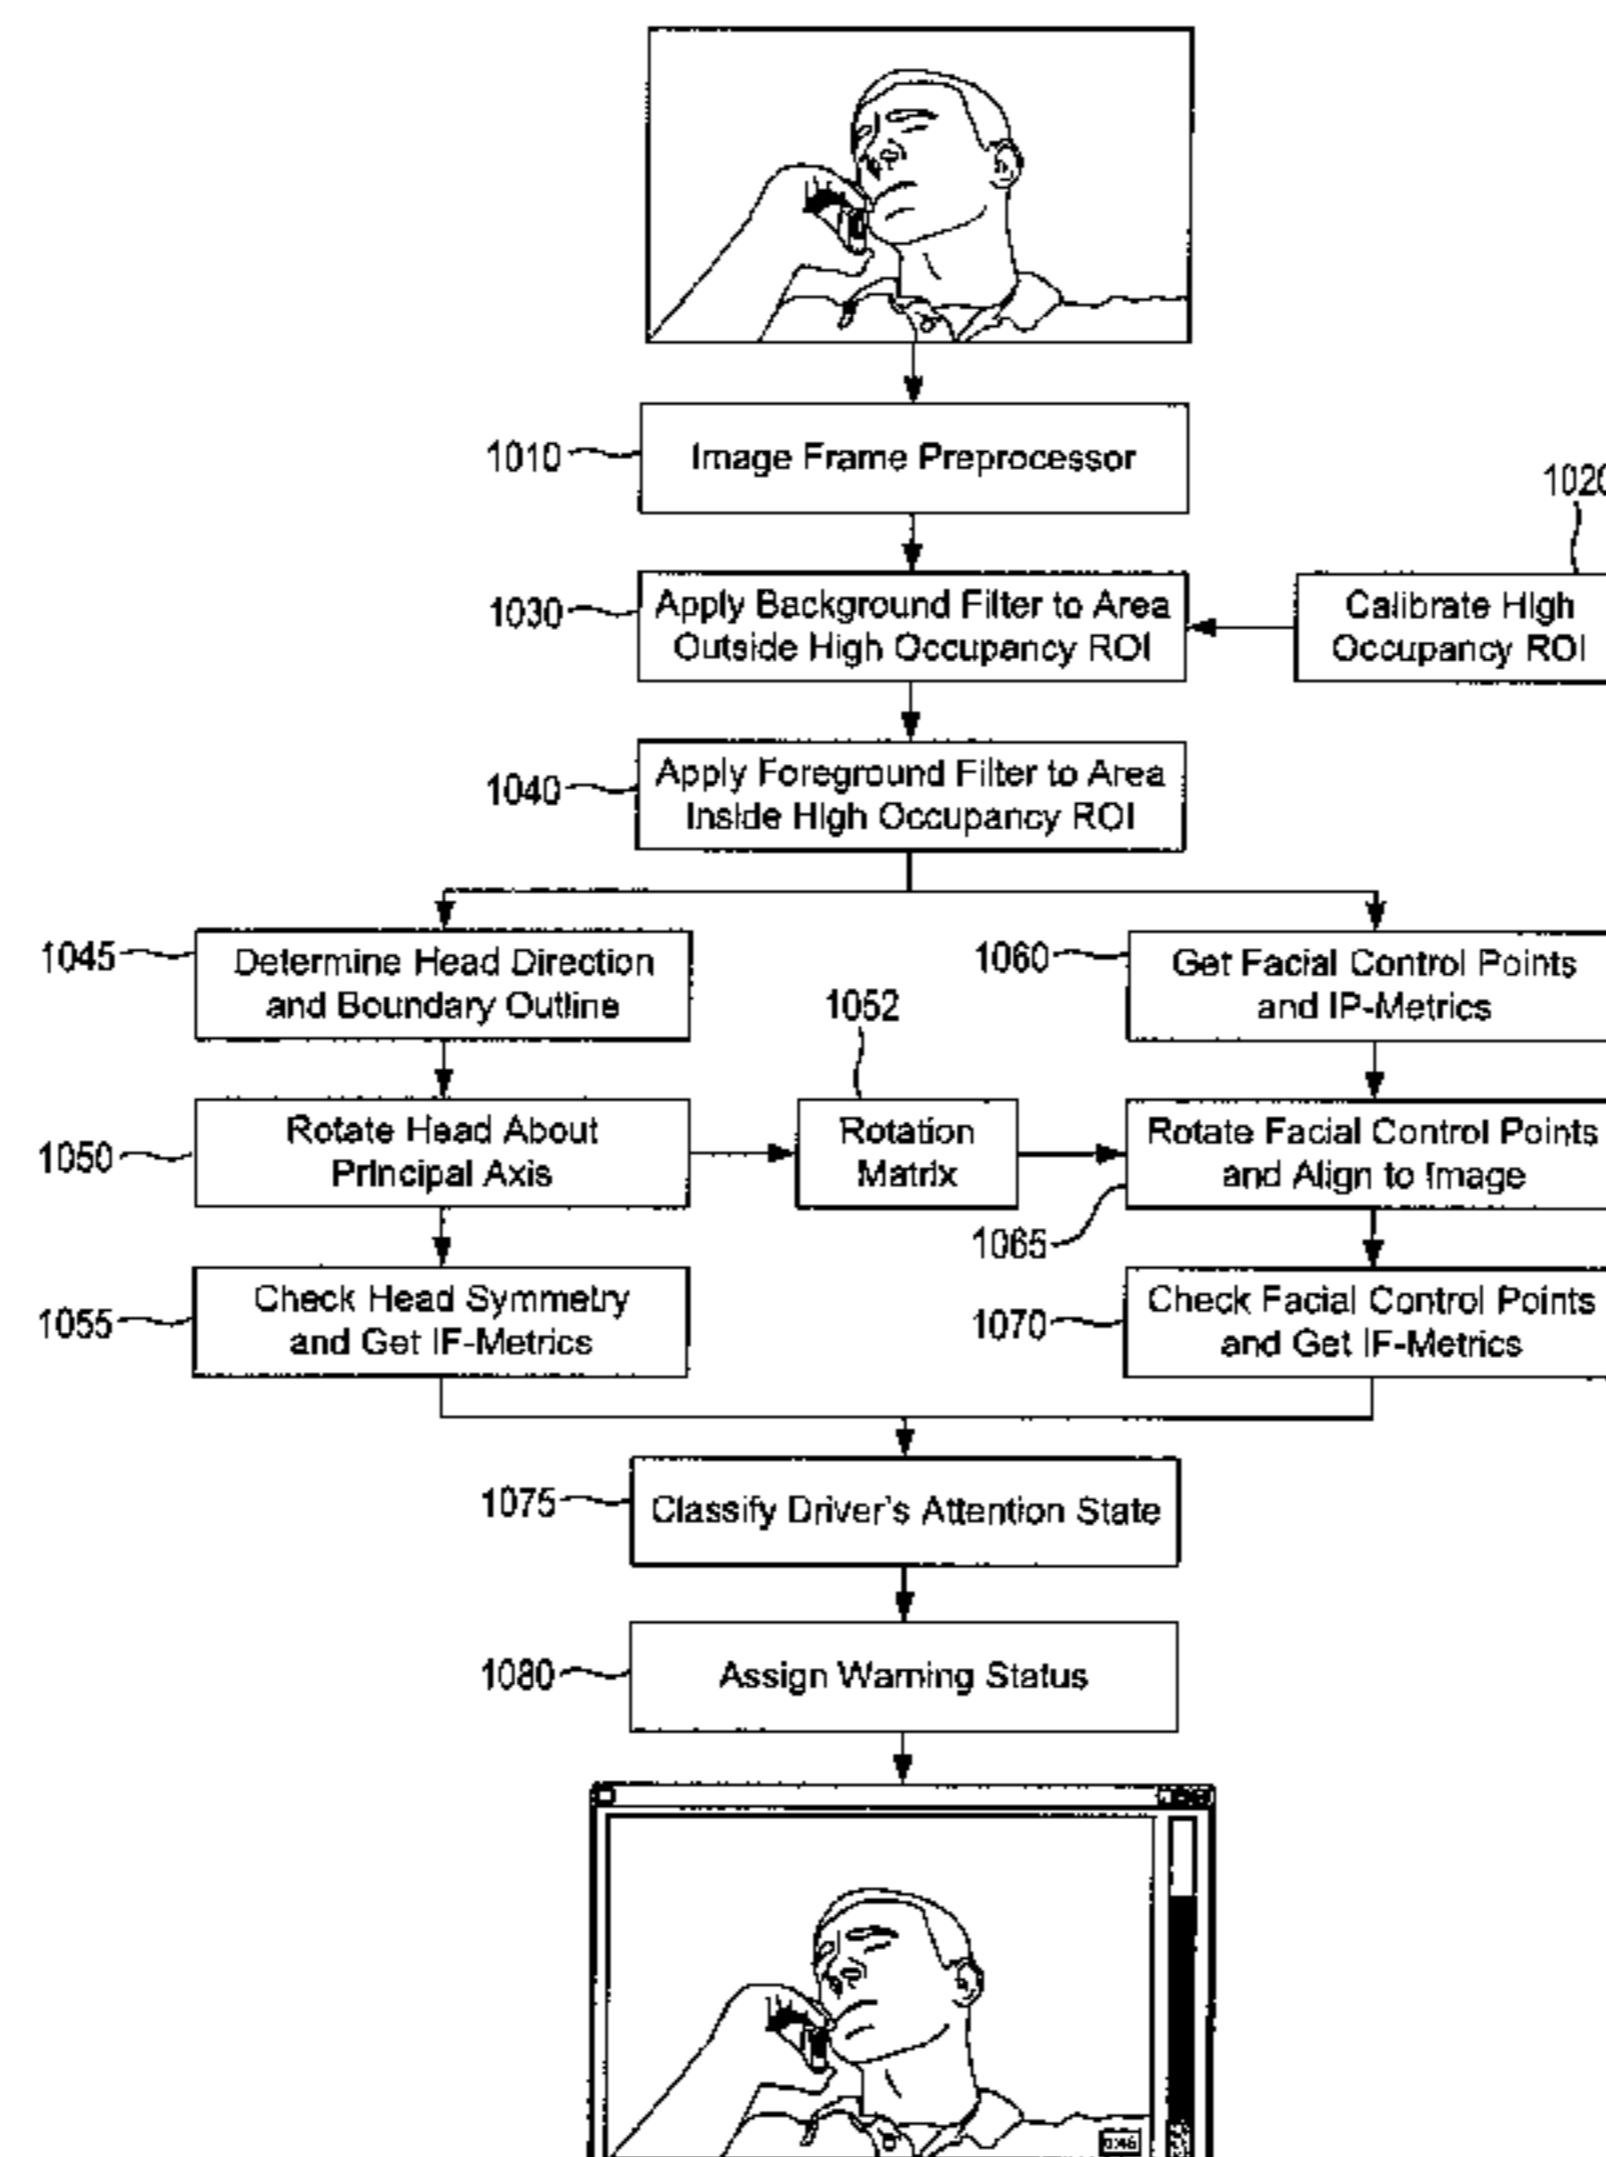 1010
Image Frame Preprocessor
1020
1030
Apply Background Filter to Area
Outside High Occupancy ROI
Calibrate High
Occupancy ROI
1040
Apply Foreground Filter to Area
Inside High Occupancy ROI
1045
Determine Head Direction
and Boundary Outline
1052
1060
Get Facial Control Points
and IP-Metrics
1050
Rotate Head About
Principal Axis
Rotation
Matrix
Rotate Facial Control Points
and Align to Image
1065
1055
Check Head Symmetry
and Get IF-Metrics
1070
Check Facial Control Points
and Get IF-Metrics
1075
Classify Driver's Attention State
1080
Assign Warning Status